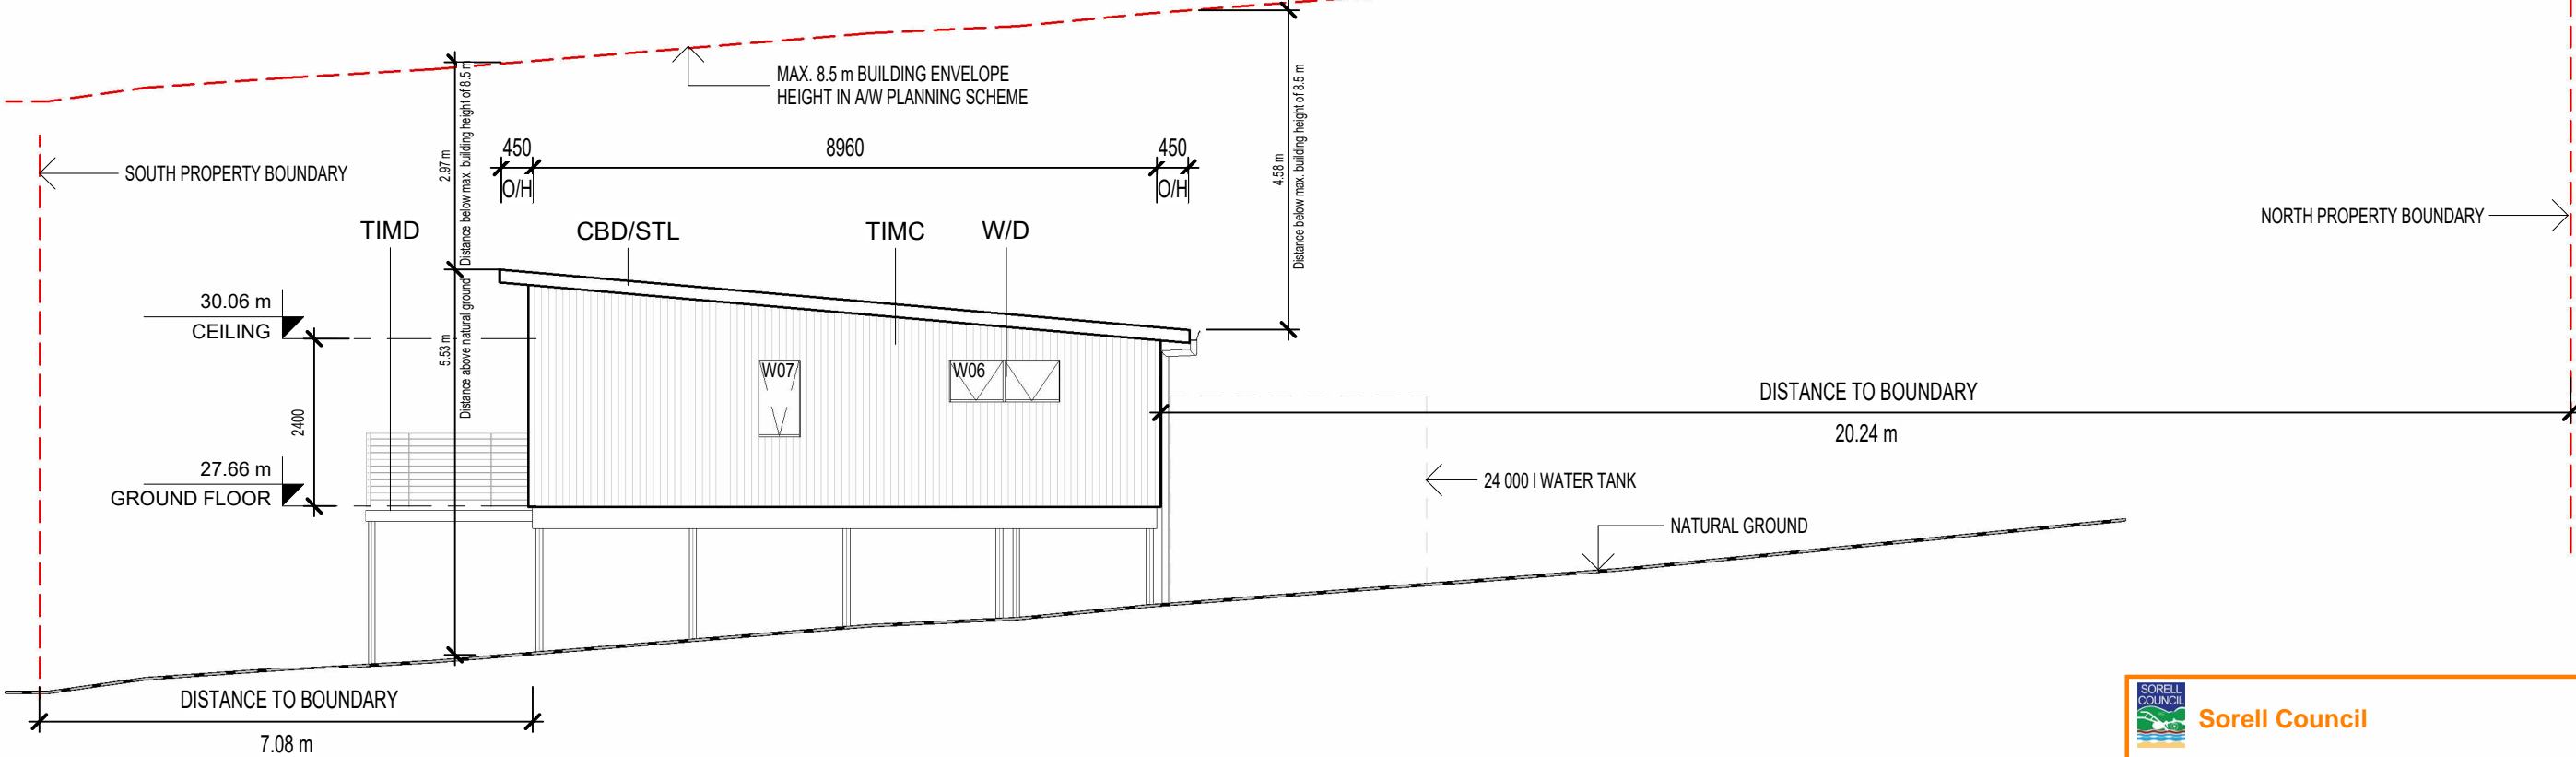 MAX. 8.5 m BUILDING ENVELOPE
HEIGHT IN A/W PLANNING SCHEME
2.97 m
Distance below max. building height of 8.5 m
4.58 m
Distance below max. building height of 8.5 m
450
8960
450
O/H
O/H
SOUTH PROPERTY BOUNDARY
NORTH PROPERTY BOUNDARY
TIMD
CBD/STL
TIMC
W/D
30.06 m
CEILING
5.53 m
Distance above natural ground
2400
W07
W06
DISTANCE TO BOUNDARY
20.24 m
27.66 m
GROUND FLOOR
24 000 l WATER TANK
NATURAL GROUND
DISTANCE TO BOUNDARY
7.08 m
SORELL
COUNCIL
Sorell Council